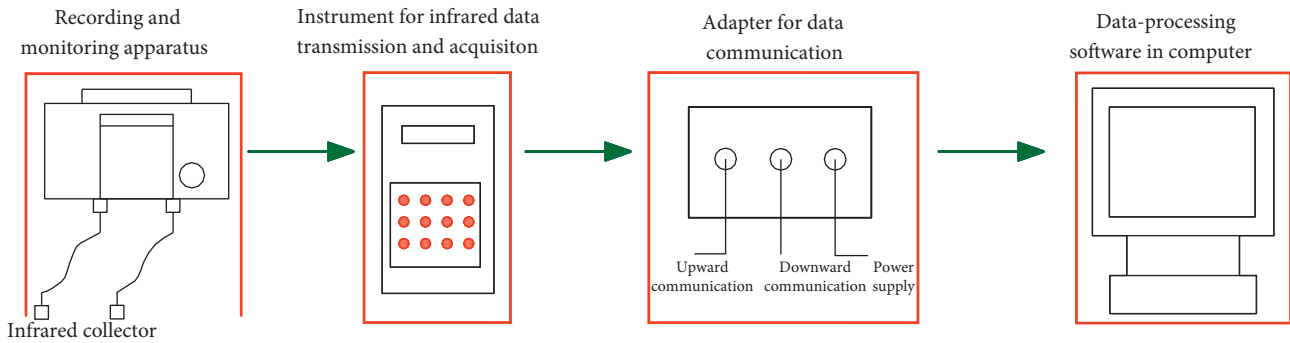 Recording and
monitoring apparatus
Instrument for infrared data
transmission and acquisiton
Adapter for data
communication
Data-processing
software in computer
Upward
communication
Downward
communication
Power
supply
Infrared collector